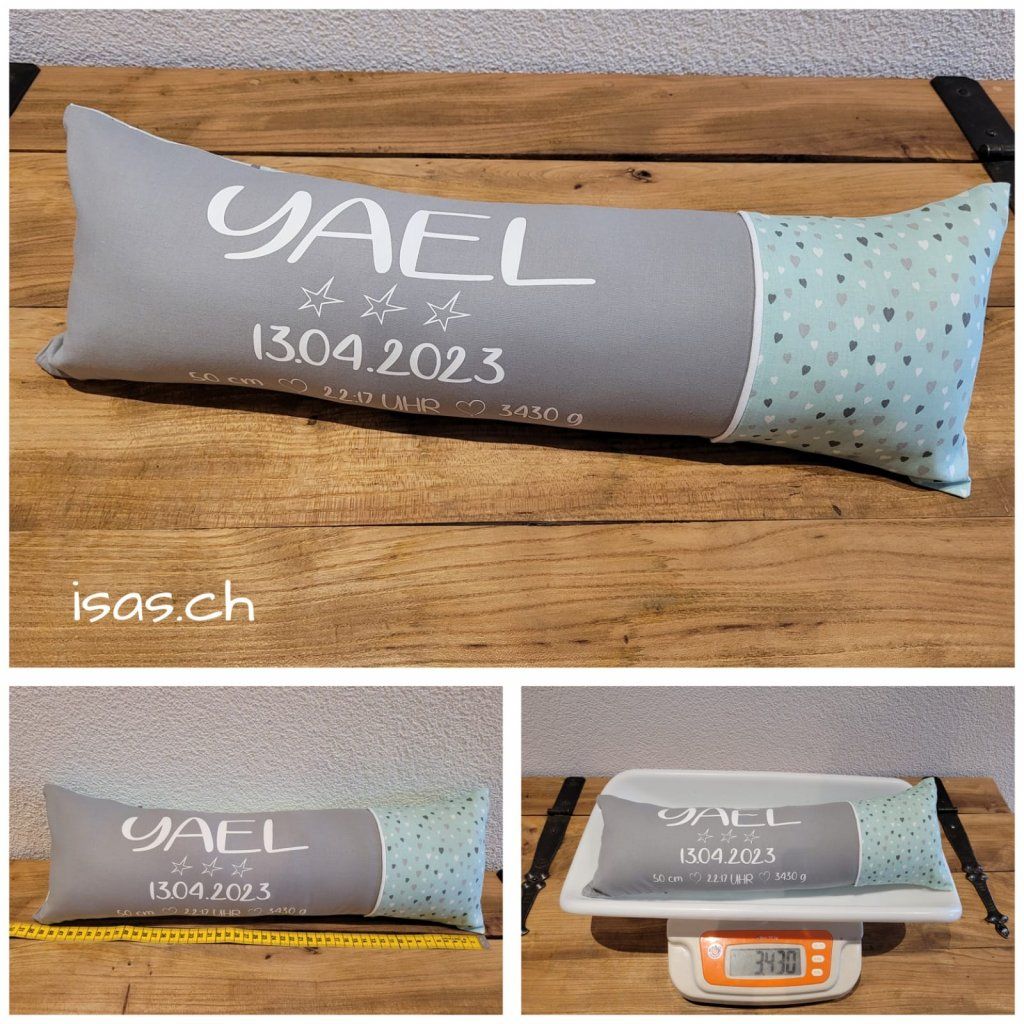 YAEL
13.04.2023
50 cm ♡ 22:17 UHR ♡ 3430 g
isas.ch
YAEL
13.04.2023
50 cm ♡ 22:17 UHR ♡ 3430 g
YAEL
13.04.2023
50 cm ♡ 22:17 UHR ♡ 3430 g
3430